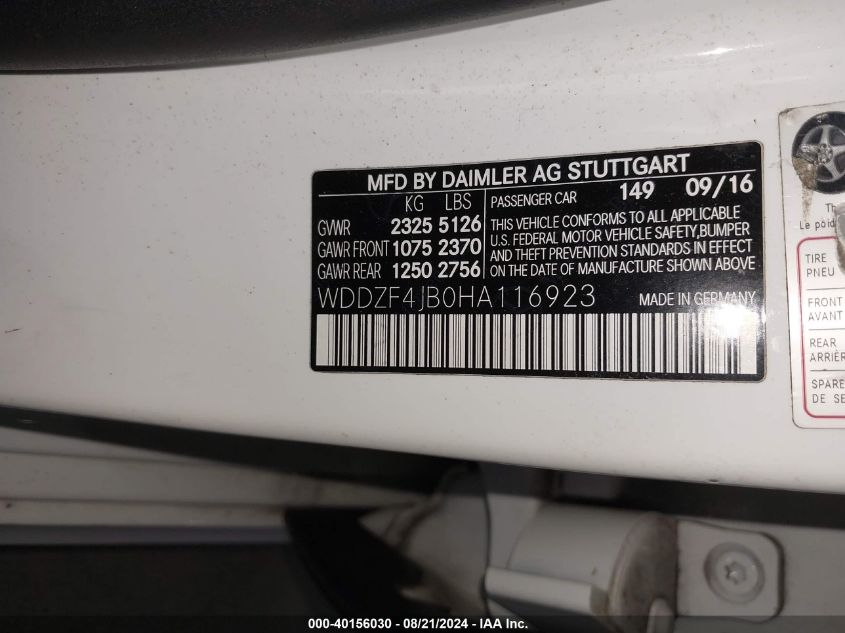 MFD BY DAIMLER AG STUTTGART
KG LBS
GVWR 2325 5126
GAWR FRONT 1075 2370
GAWR REAR 1250 2756
PASSENGER CAR 149 09/16
THIS VEHICLE CONFORMS TO ALL APPLICABLE
U.S. FEDERAL MOTOR VEHICLE SAFETY,BUMPER
AND THEFT PREVENTION STANDARDS IN EFFECT
ON THE DATE OF MANUFACTURE SHOWN ABOVE
WDDZF4JB0HA116923 MADE IN GERMANY
Le
TIRE
PNEU
FRONT
AVANT
REAR
SPARE
DE
000-40156030 - 08/21/2024 - IAA Inc.